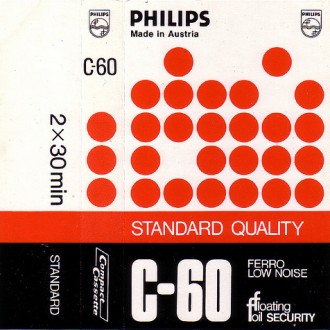 PHILIPS
PHILIPS
PHILIPS
Made in Austria
C-60
2 x 30 min
STANDARD QUALITY
STANDARD
Compact
Cassette
C-60
FERRO
LOW NOISE
ffloating
foil SECURITY